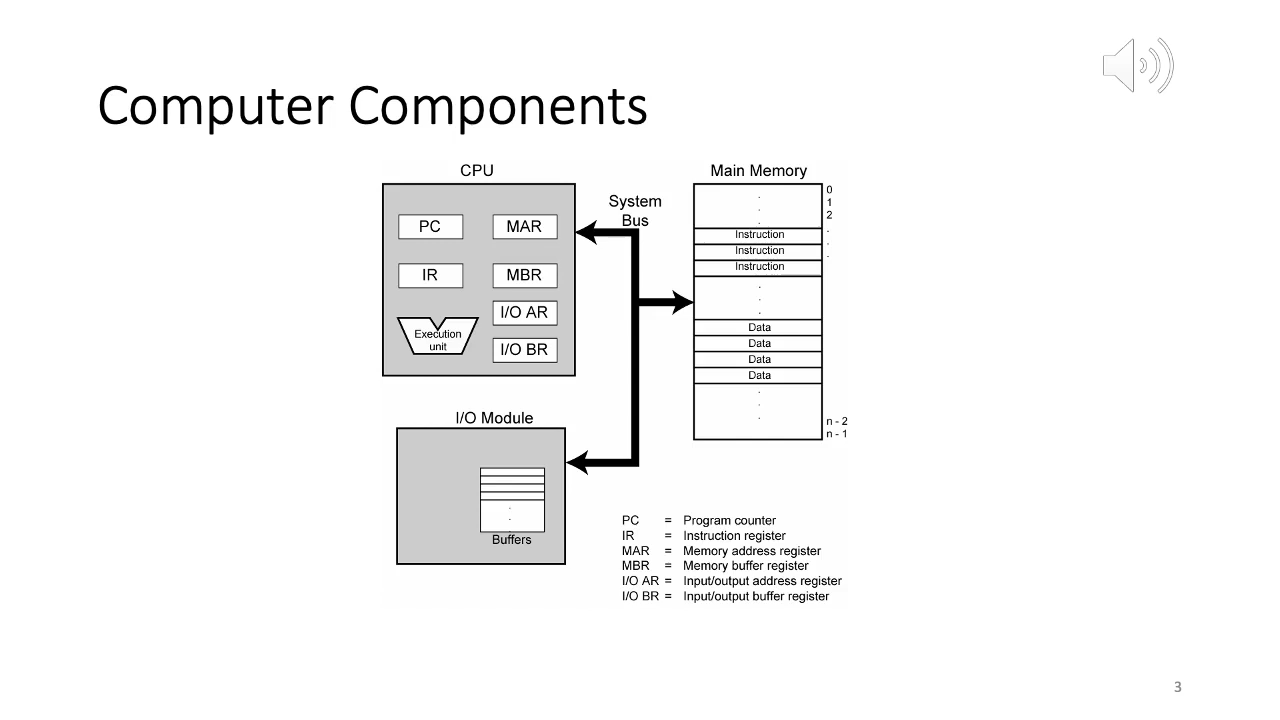 Computer Components
CPU
PC
MAR
IR
MBR
I/O AR
I/O BR
Execution
unit
System
Bus
Main Memory
0
1
2
.
.
.
.
.
.
Instruction
Instruction
Instruction
.
.
.
Data
Data
Data
Data
.
.
.
n - 2
n - 1
I/O Module
.
.
.
Buffers
PC = Program counter
IR = Instruction register
MAR = Memory address register
MBR = Memory buffer register
I/O AR = Input/output address register
I/O BR = Input/output buffer register
3